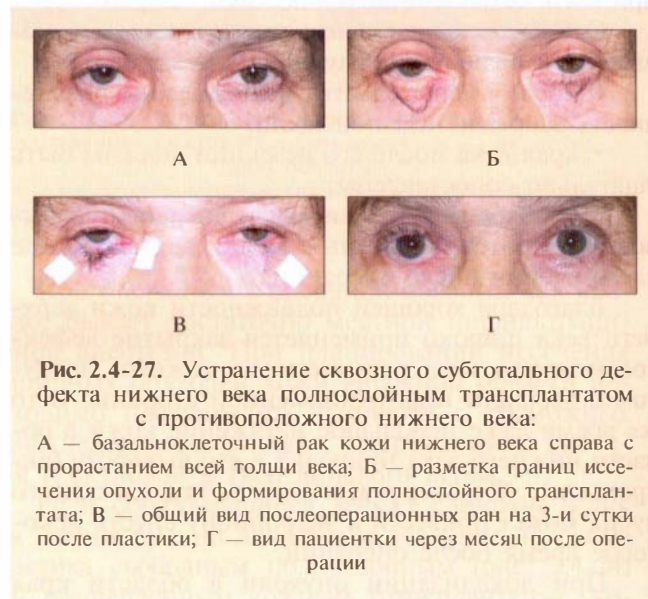 А
Б
В
Г
Рис. 2.4-27. Устранение сквозного субтотального де-
фекта нижнего века полнослойным трансплантатом
с противоположного нижнего века:
А — базальноклеточный рак кожи нижнего века справа с
прорастанием всей толщи века; Б — разметка границ иссе-
чения опухоли и формирования полнослойного трансплан-
тата; В — общий вид послеоперационных ран на 3-и сутки
после пластики; Г — вид пациентки через месяц после опе-
рации